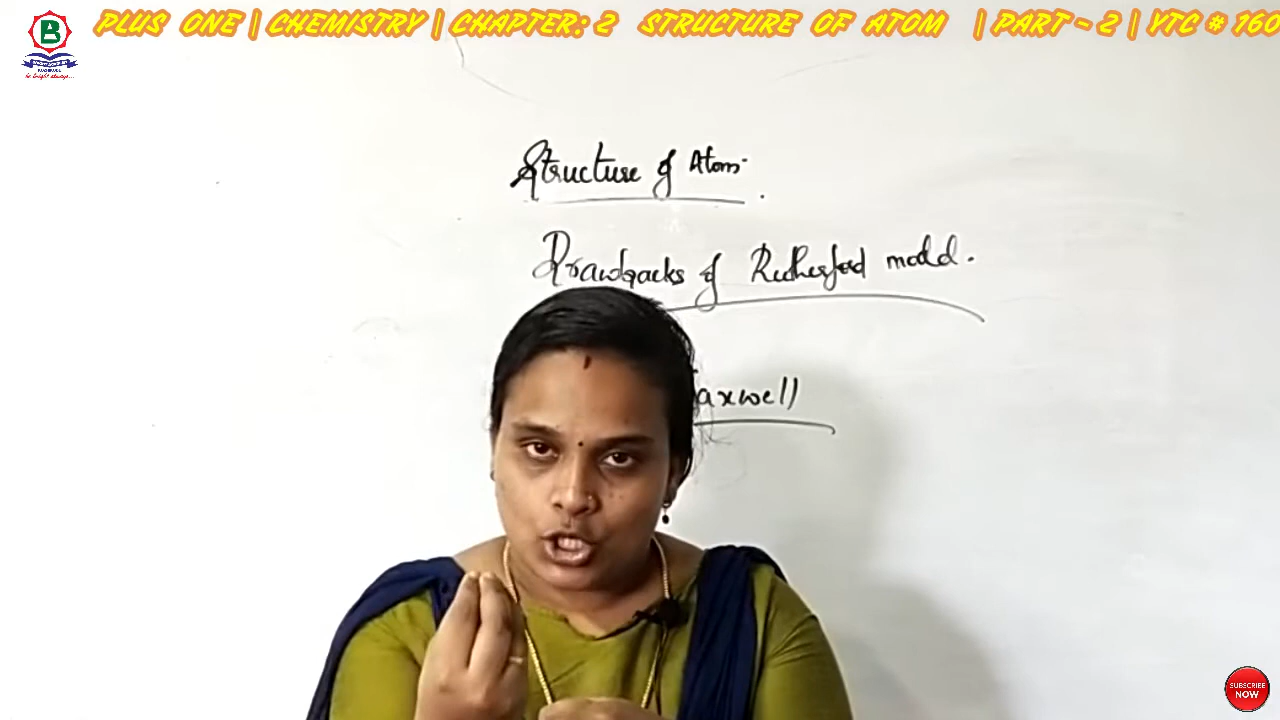 PLUS ONE | CHEMISTRY | CHAPTER: 2 STRUCTURE OF ATOM | PART - 2 | YTC # 160
B
Structure of Atom.
Drawbacks of Rutherford model.
axwell
SUBSCRIBE
NOW